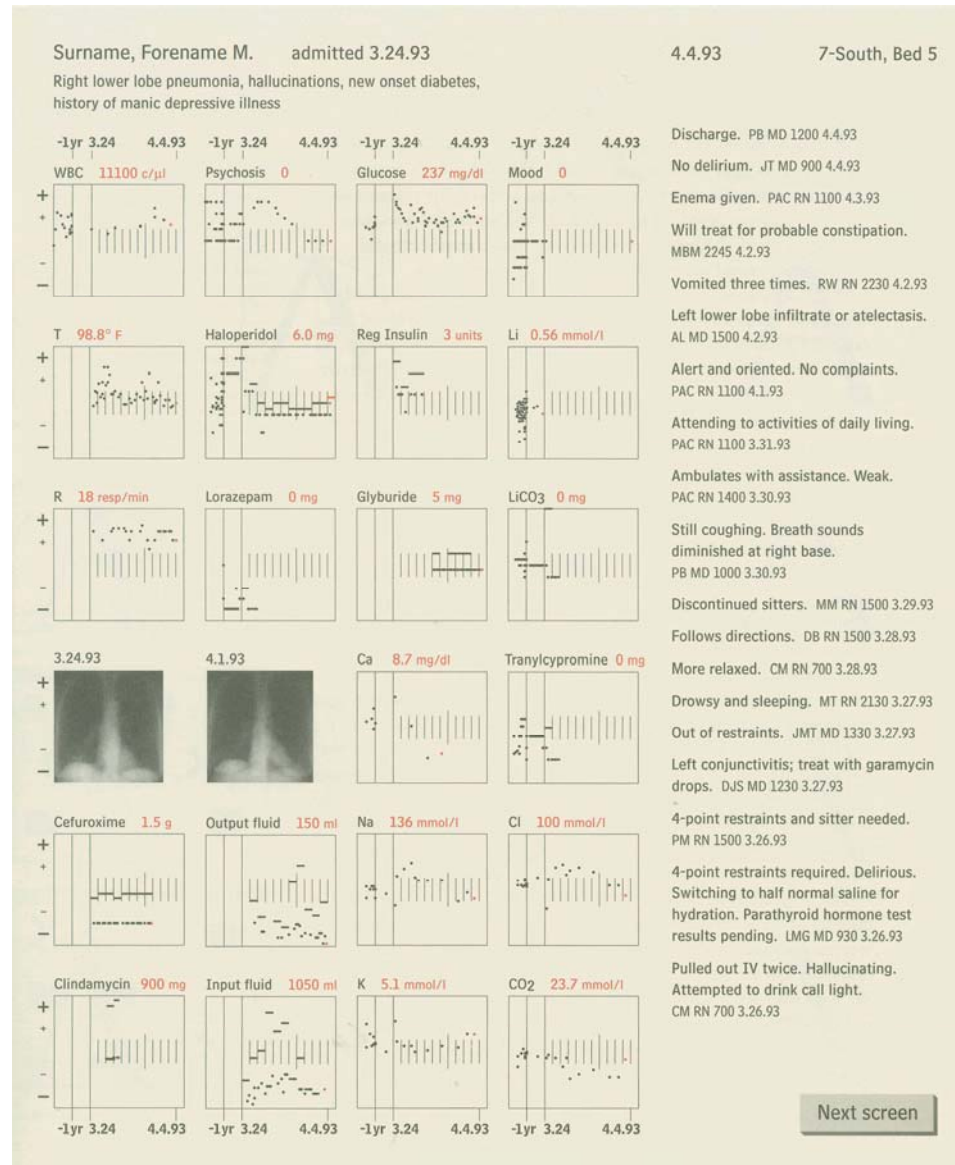 Surname, Forename M. admitted 3.24.93 4.4.93 7-South, Bed 5
Right lower lobe pneumonia, hallucinations, new onset diabetes,
history of manic depressive illness
-1yr 3.24 4.4.93 -1yr 3.24 4.4.93 -1yr 3.24 4.4.93 -1yr 3.24 4.4.93
WBC 11100 c/µl Psychosis 0 Glucose 237 mg/dl Mood 0
+
+
−
−
T 98.8° F Haloperidol 6.0 mg Reg Insulin 3 units Li 0.56 mmol/l
+
+
−
−
R 18 resp/min Lorazepam 0 mg Glyburide 5 mg LiCO3 0 mg
+
+
−
−
3.24.93 4.1.93 Ca 8.7 mg/dl Tranylcypromine 0 mg
+
+
−
−
Cefuroxime 1.5 g Output fluid 150 ml Na 136 mmol/l Cl 100 mmol/l
+
+
−
−
Clindamycin 900 mg Input fluid 1050 ml K 5.1 mmol/l CO2 23.7 mmol/l
+
+
−
−
-1yr 3.24 4.4.93 -1yr 3.24 4.4.93 -1yr 3.24 4.4.93 -1yr 3.24 4.4.93
Discharge. PB MD 1200 4.4.93
No delirium. JT MD 900 4.4.93
Enema given. PAC RN 1100 4.3.93
Will treat for probable constipation.
MBM 2245 4.2.93
Vomited three times. RW RN 2230 4.2.93
Left lower lobe infiltrate or atelectasis.
AL MD 1500 4.2.93
Alert and oriented. No complaints.
PAC RN 1100 4.1.93
Attending to activities of daily living.
PAC RN 1100 3.31.93
Ambulates with assistance. Weak.
PAC RN 1400 3.30.93
Still coughing. Breath sounds
diminished at right base.
PB MD 1000 3.30.93
Discontinued sitters. MM RN 1500 3.29.93
Follows directions. DB RN 1500 3.28.93
More relaxed. CM RN 700 3.28.93
Drowsy and sleeping. MT RN 2130 3.27.93
Out of restraints. JMT MD 1330 3.27.93
Left conjunctivitis; treat with garamycin
drops. DJS MD 1230 3.27.93
4-point restraints and sitter needed.
PM RN 1500 3.26.93
4-point restraints required. Delirious.
Switching to half normal saline for
hydration. Parathyroid hormone test
results pending. LMG MD 930 3.26.93
Pulled out IV twice. Hallucinating.
Attempted to drink call light.
CM RN 700 3.26.93
Next screen